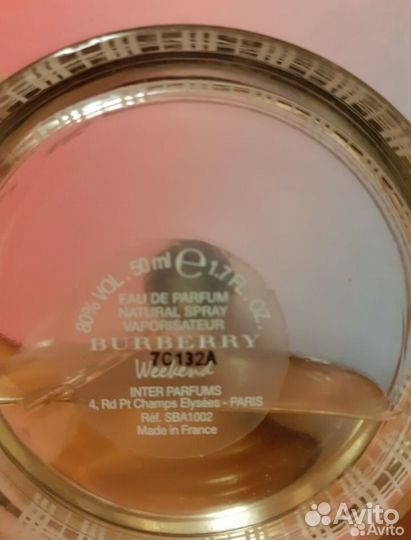 80% VOL. 50 ml e 1.7 FL. OZ.
EAU DE PARFUM
NATURAL SPRAY
VAPORISATEUR
BURBERRY
7C132A
Weekend
INTER PARFUMS
4, Rd Pt Champs Elysées - PARIS
Réf. SBA1002
Made in France
Avito
Avito